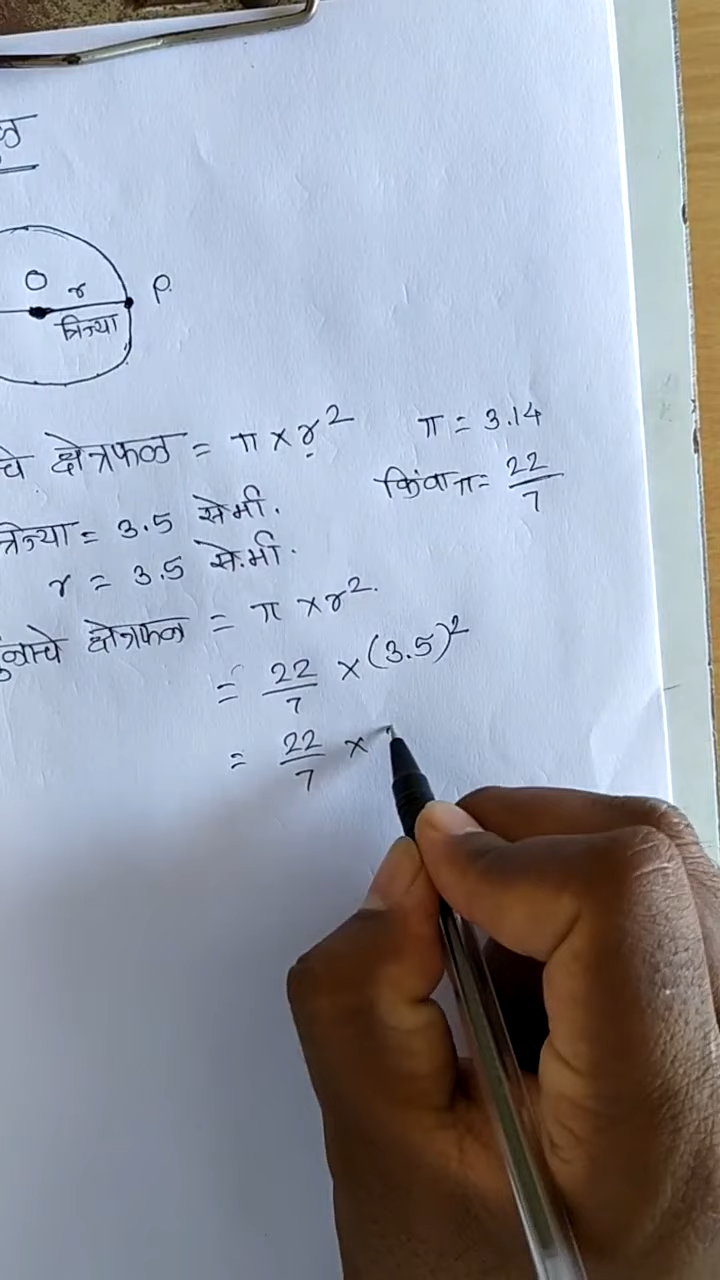 O r P.
त्रिज्या
चे क्षेत्रफळ = π × r² π = 3.14
किंवा π = 22/7
त्रिज्या = 3.5 सेमी.
r = 3.5 से.मी.
क्षेत्रफळ = π × r².
= 22/7 × (3.5)²
= 22/7 ×